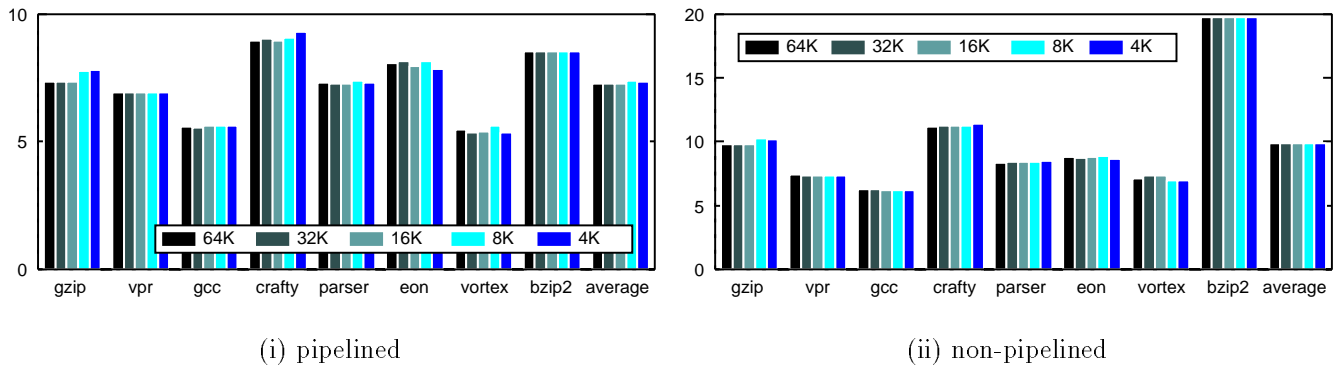 10
5
0
64K 32K 16K 8K 4K
gzip vpr gcc crafty parser eon vortex bzip2 average
(i) pipelined
20
15
10
5
0
64K 32K 16K 8K 4K
gzip vpr gcc crafty parser eon vortex bzip2 average
(ii) non-pipelined